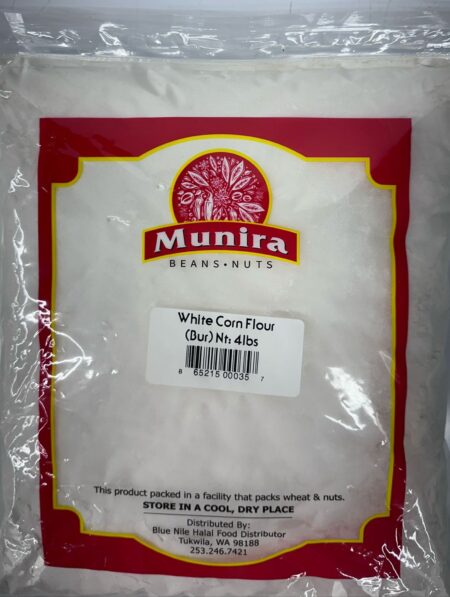 Munira
BEANS • NUTS
White Corn Flour
(Bur) Nt: 4lbs
8 65215 00035 7
This product packed in a facility that packs wheat & nuts.
STORE IN A COOL, DRY PLACE
Distributed By:
Blue Nile Halal Food Distributor
Tukwila, WA 98188
253.246.7421